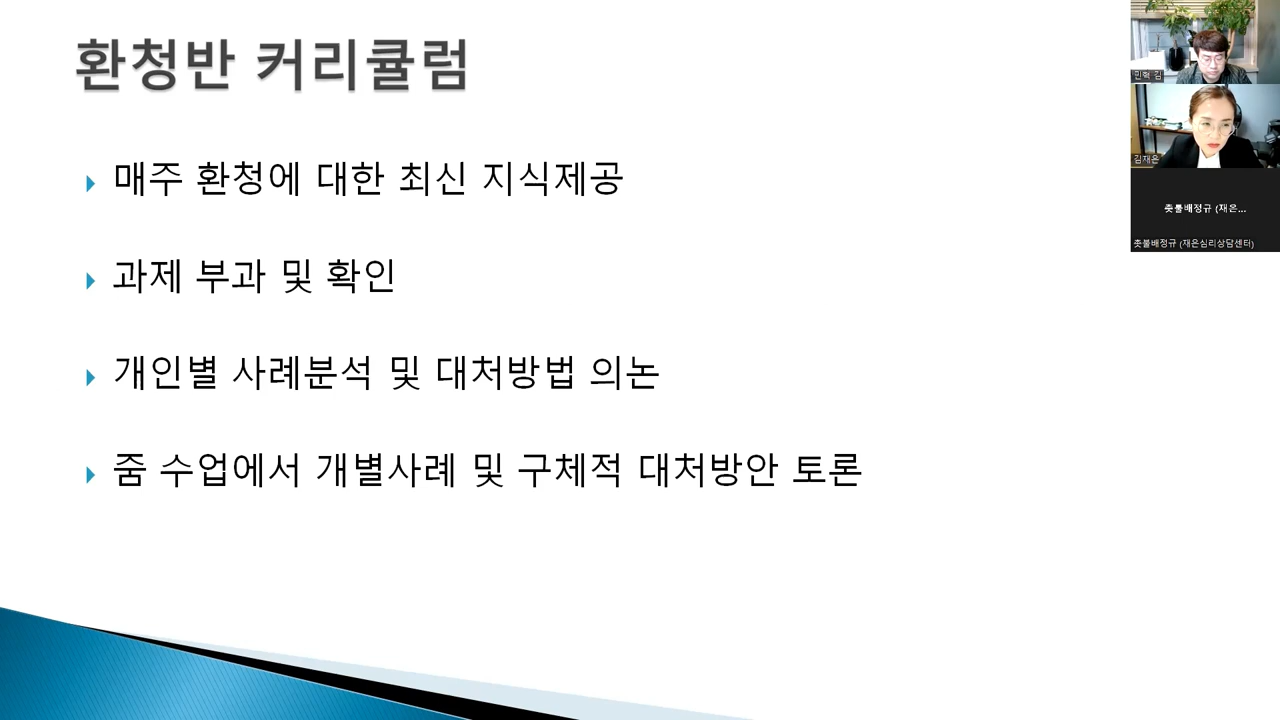 환청반 커리큘럼
매주 환청에 대한 최신 지식제공
과제 부과 및 확인
개인별 사례분석 및 대처방법 의논
줌 수업에서 개별사례 및 구체적 대처방안 토론
민혁 김
김재은
촛불배정규 (재은...
촛불배정규 (재은심리상담센터)